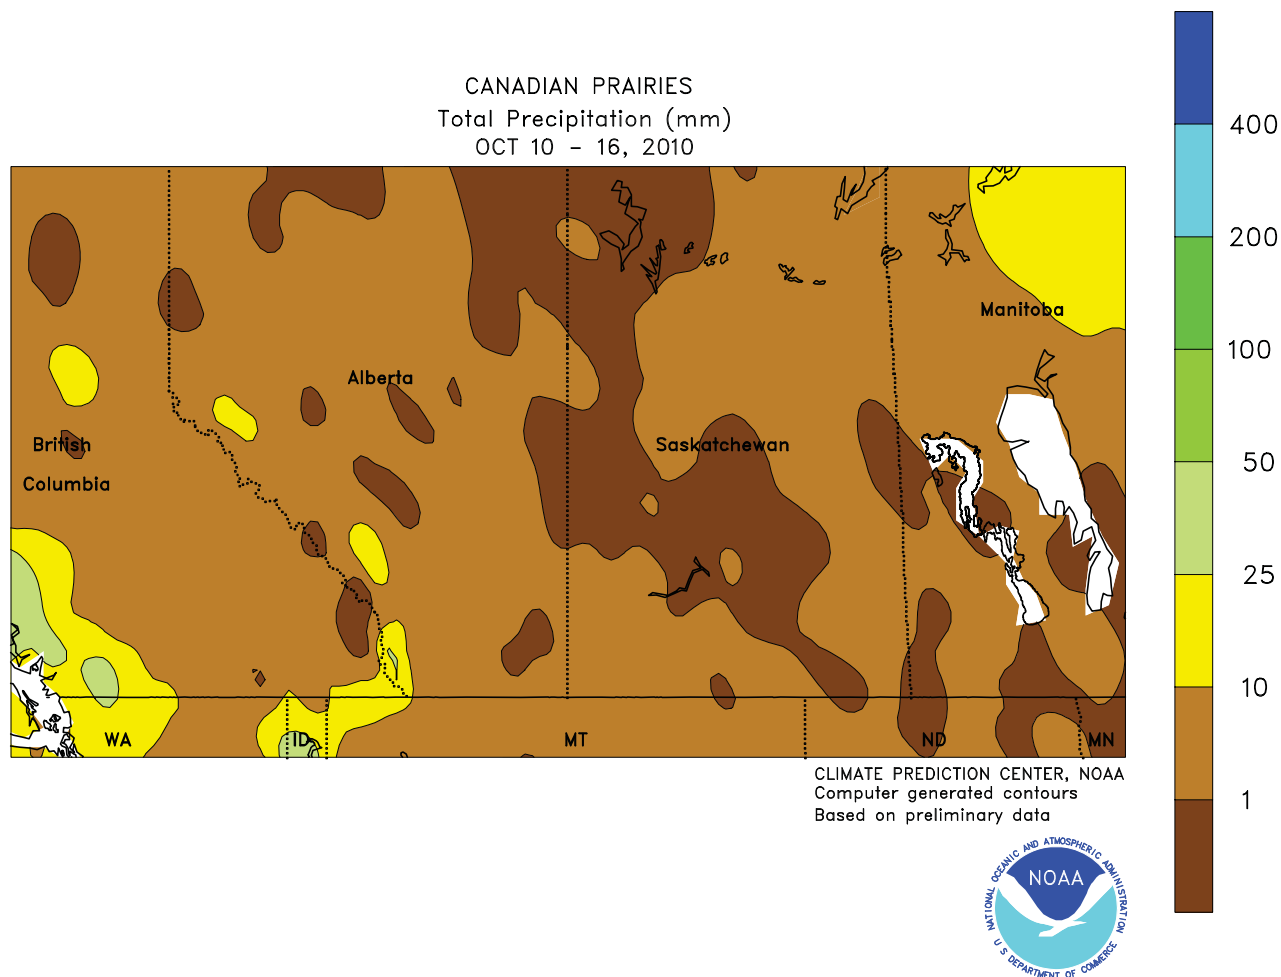 CANADIAN PRAIRIES
Total Precipitation (mm)
OCT 10 - 16, 2010
400
200
100
50
25
10
1
Manitoba
Alberta
British
Columbia
Saskatchewan
WA
ID
MT
ND
MN
CLIMATE PREDICTION CENTER, NOAA
Computer generated contours
Based on preliminary data
NATIONAL OCEANIC AND ATMOSPHERIC ADMINISTRATION
NOAA
U S DEPARTMENT OF COMMERCE